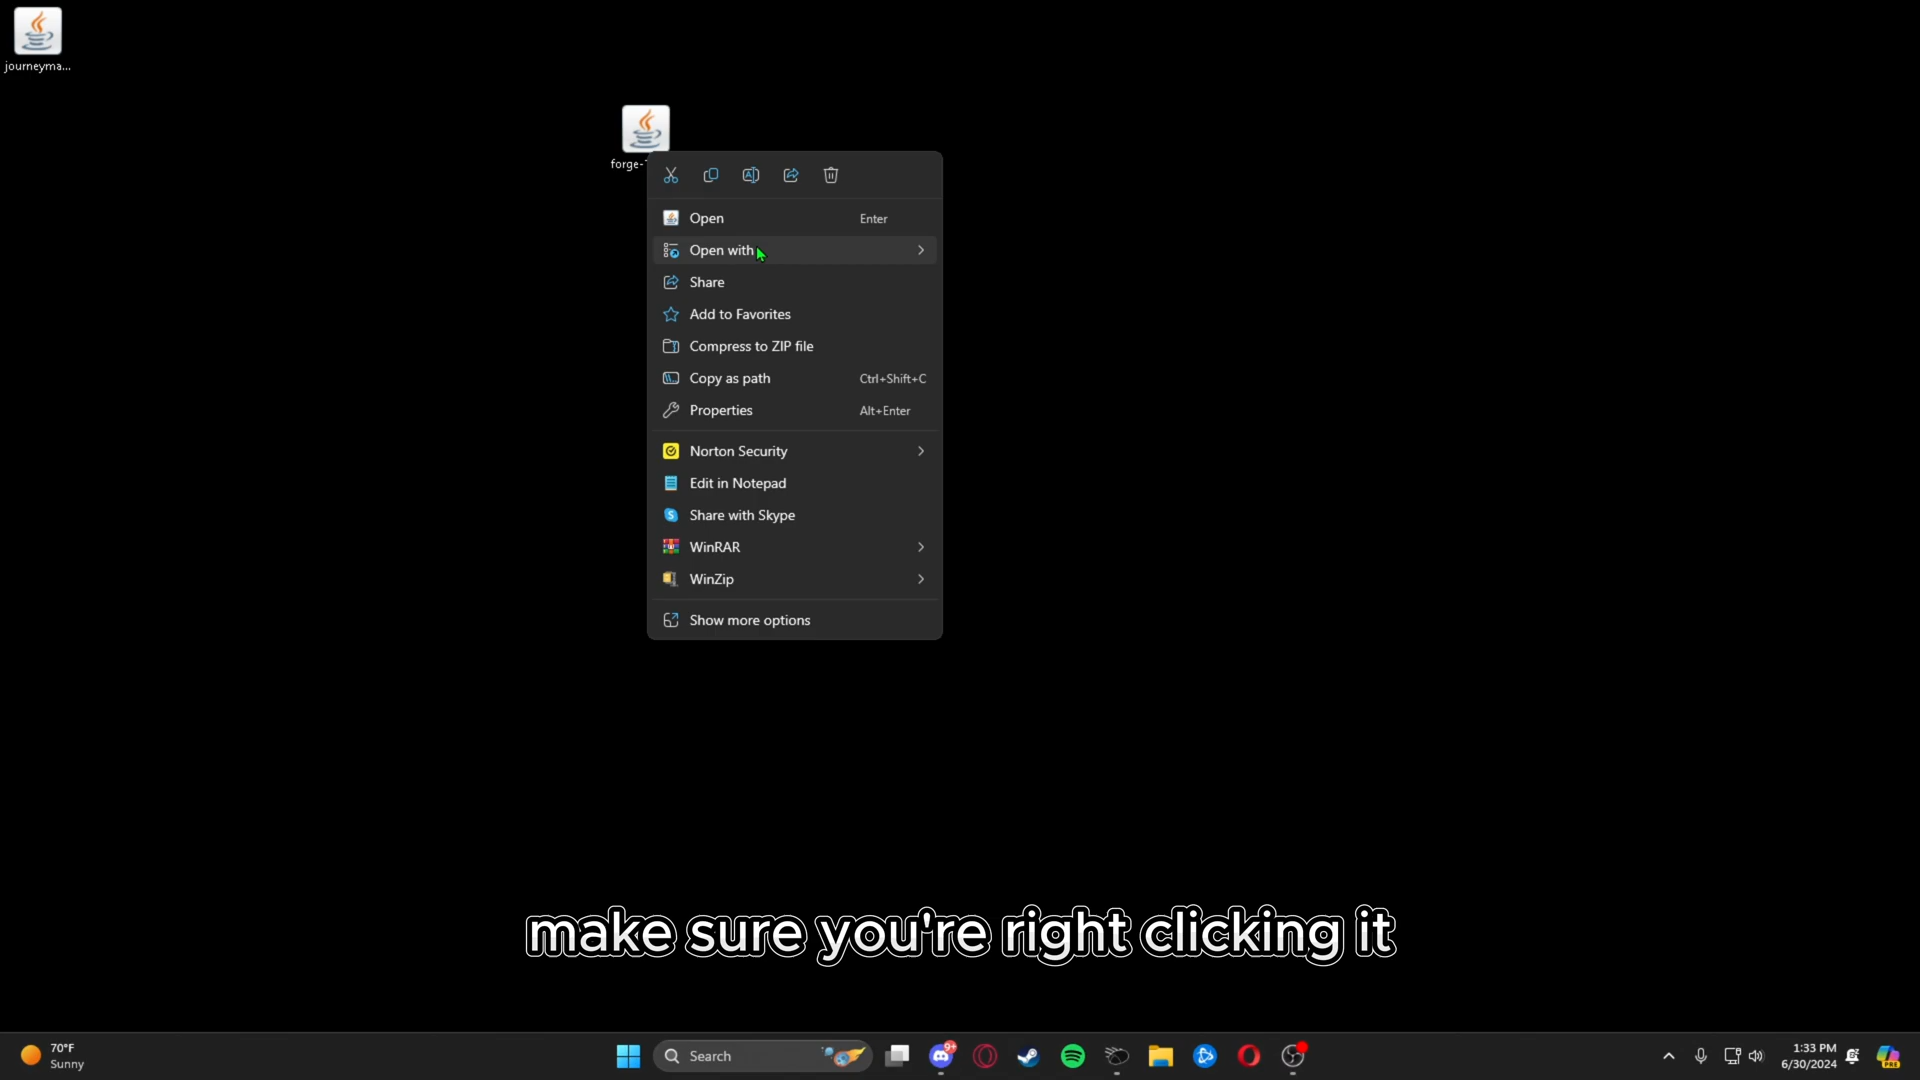 journeyma...
forge-
Open Enter
Open with
Share
Add to Favorites
Compress to ZIP file
Copy as path Ctrl+Shift+C
Properties Alt+Enter
Norton Security
Edit in Notepad
Share with Skype
WinRAR
WinZip
Show more options
make sure you're right clicking it
70°F
Sunny
Search
9+
1:33 PM
6/30/2024
PRE